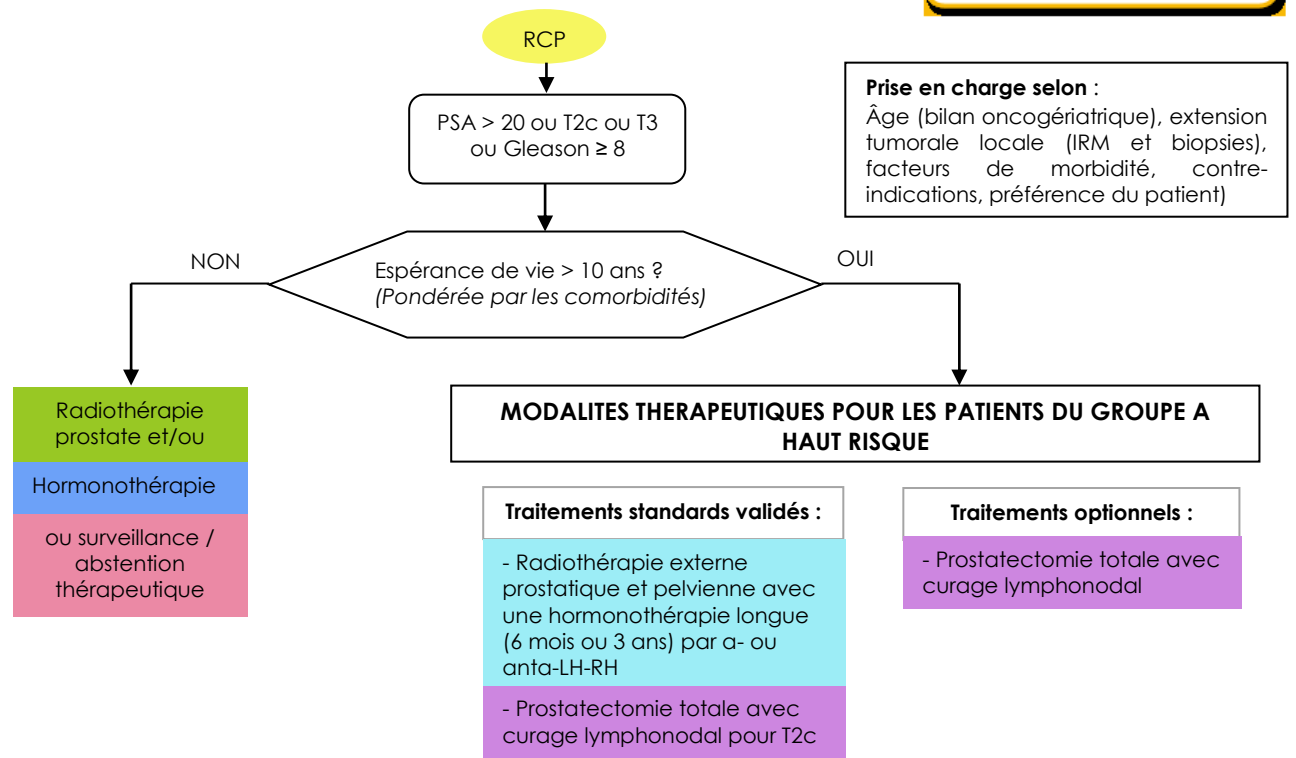 RCP
PSA > 20 ou T2c ou T3
ou Gleason ≥ 8
Prise en charge selon :
Âge (bilan oncogériatrique), extension
tumorale locale (IRM et biopsies),
facteurs de morbidité, contre-
indications, préférence du patient)
NON
Espérance de vie > 10 ans ?
(Pondérée par les comorbidités)
OUI
Radiothérapie
prostate et/ou
Hormonothérapie
ou surveillance /
abstention
thérapeutique
MODALITES THERAPEUTIQUES POUR LES PATIENTS DU GROUPE A
HAUT RISQUE
Traitements standards validés :
- Radiothérapie externe
prostatique et pelvienne avec
une hormonothérapie longue
(6 mois ou 3 ans) par a- ou
anta-LH-RH
- Prostatectomie totale avec
curage lymphonodal pour T2c
Traitements optionnels :
- Prostatectomie totale avec
curage lymphonodal